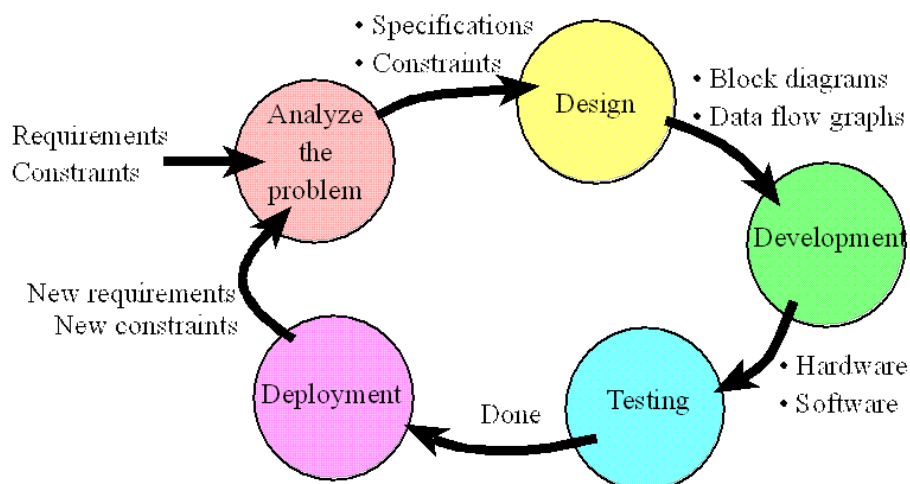 Requirements
Constraints
Analyze
the
problem
• Specifications
• Constraints
Design
• Block diagrams
• Data flow graphs
Development
• Hardware
• Software
Testing
Done
Deployment
New requirements
New constraints